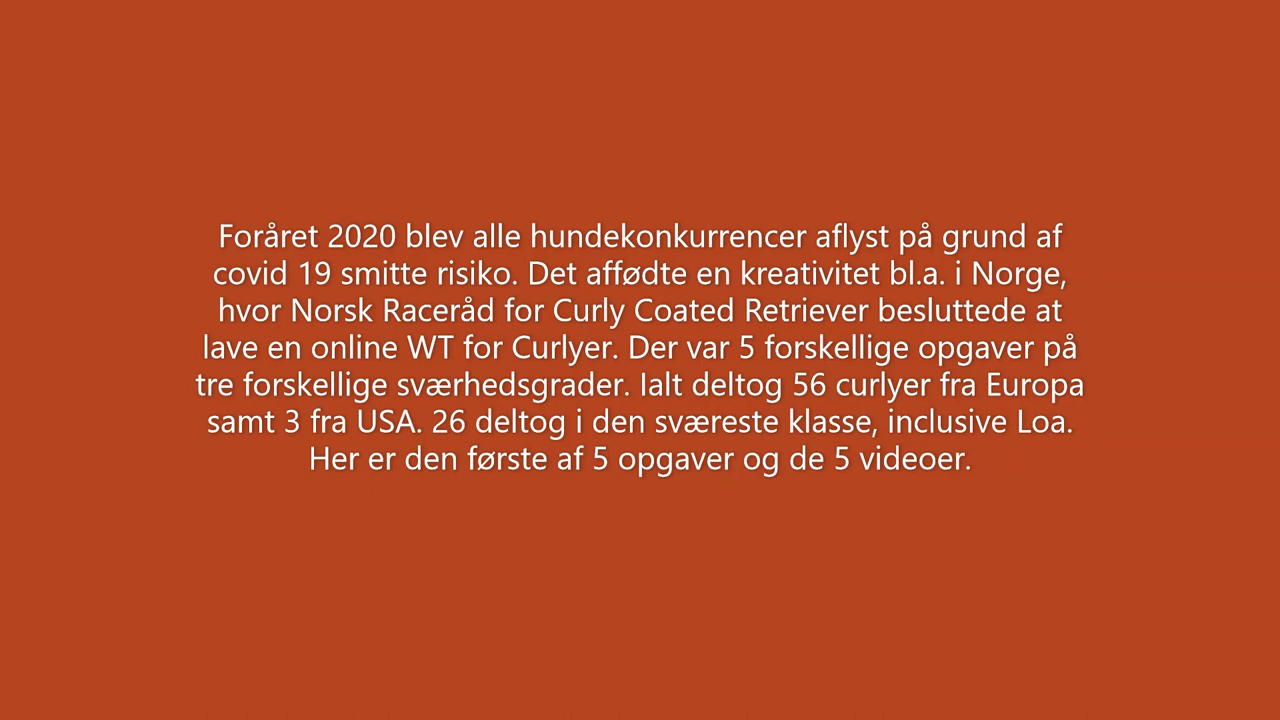 Foråret 2020 blev alle hundekonkurrencer aflyst på grund af
covid 19 smitte risiko. Det affødte en kreativitet bl.a. i Norge,
hvor Norsk Raceråd for Curly Coated Retriever besluttede at
lave en online WT for Curlyer. Der var 5 forskellige opgaver på
tre forskellige sværhedsgrader. Ialt deltog 56 curlyer fra Europa
samt 3 fra USA. 26 deltog i den sværeste klasse, inclusive Loa.
Her er den første af 5 opgaver og de 5 videoer.